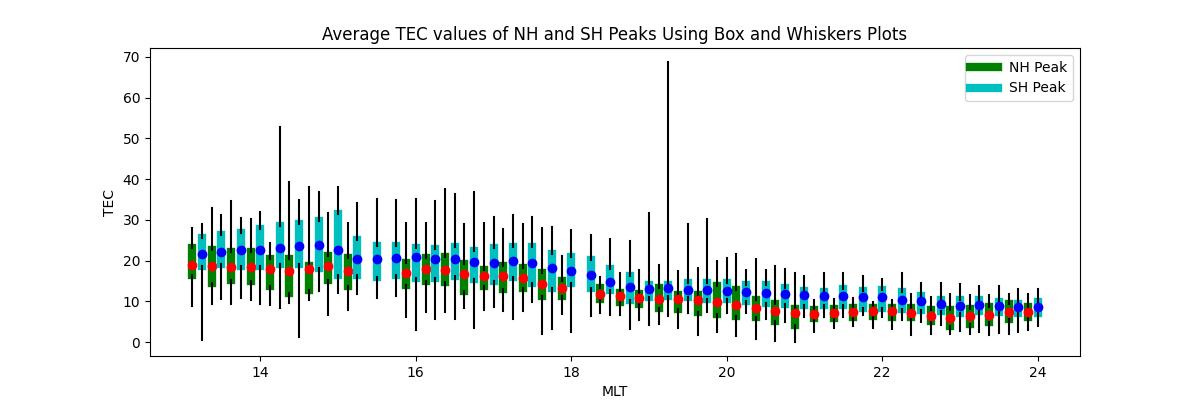 Average TEC values of NH and SH Peaks Using Box and Whiskers Plots
NH Peak
SH Peak
TEC
70
60
50
40
30
20
10
0
14
16
18
20
22
24
MLT